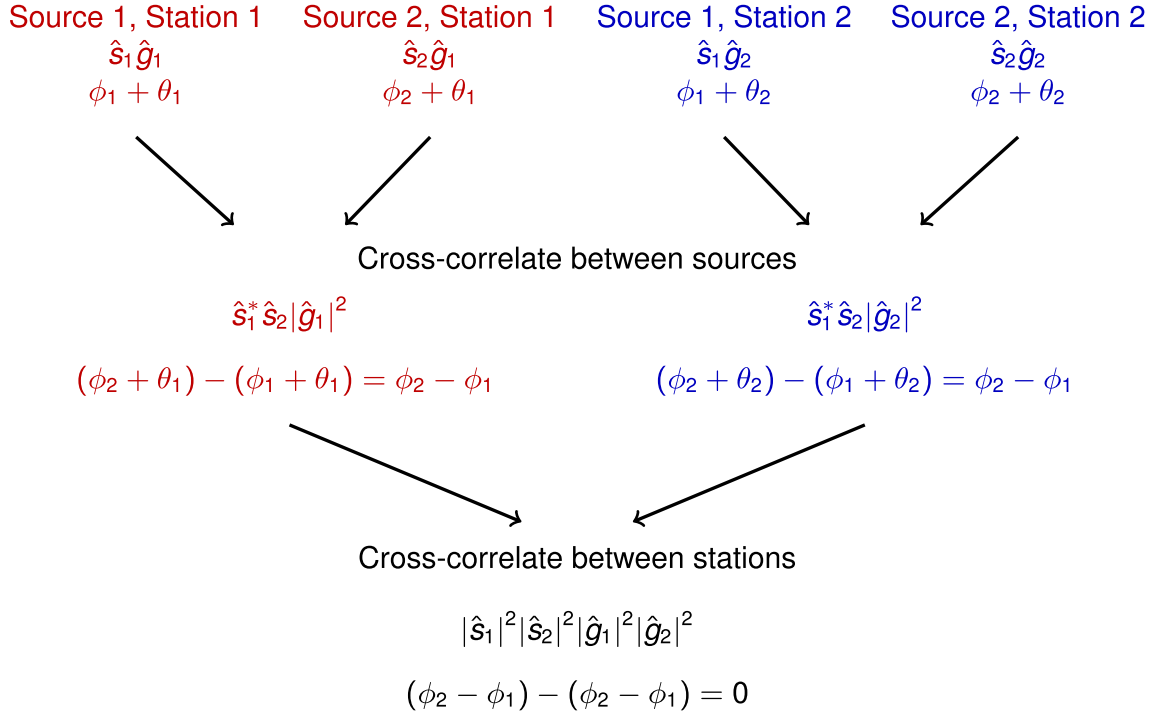 Source 1, Station 1 Source 2, Station 1 Source 1, Station 2 Source 2, Station 2
ŝ₁ĝ₁ ŝ₂ĝ₁ ŝ₁ĝ₂ ŝ₂ĝ₂
ϕ₁ + θ₁ ϕ₂ + θ₁ ϕ₁ + θ₂ ϕ₂ + θ₂
Cross-correlate between sources
ŝ₁*ŝ₂|ĝ₁|² ŝ₁*ŝ₂|ĝ₂|²
(ϕ₂ + θ₁) − (ϕ₁ + θ₁) = ϕ₂ − ϕ₁ (ϕ₂ + θ₂) − (ϕ₁ + θ₂) = ϕ₂ − ϕ₁
Cross-correlate between stations
|ŝ₁|²|ŝ₂|²|ĝ₁|²|ĝ₂|²
(ϕ₂ − ϕ₁) − (ϕ₂ − ϕ₁) = 0